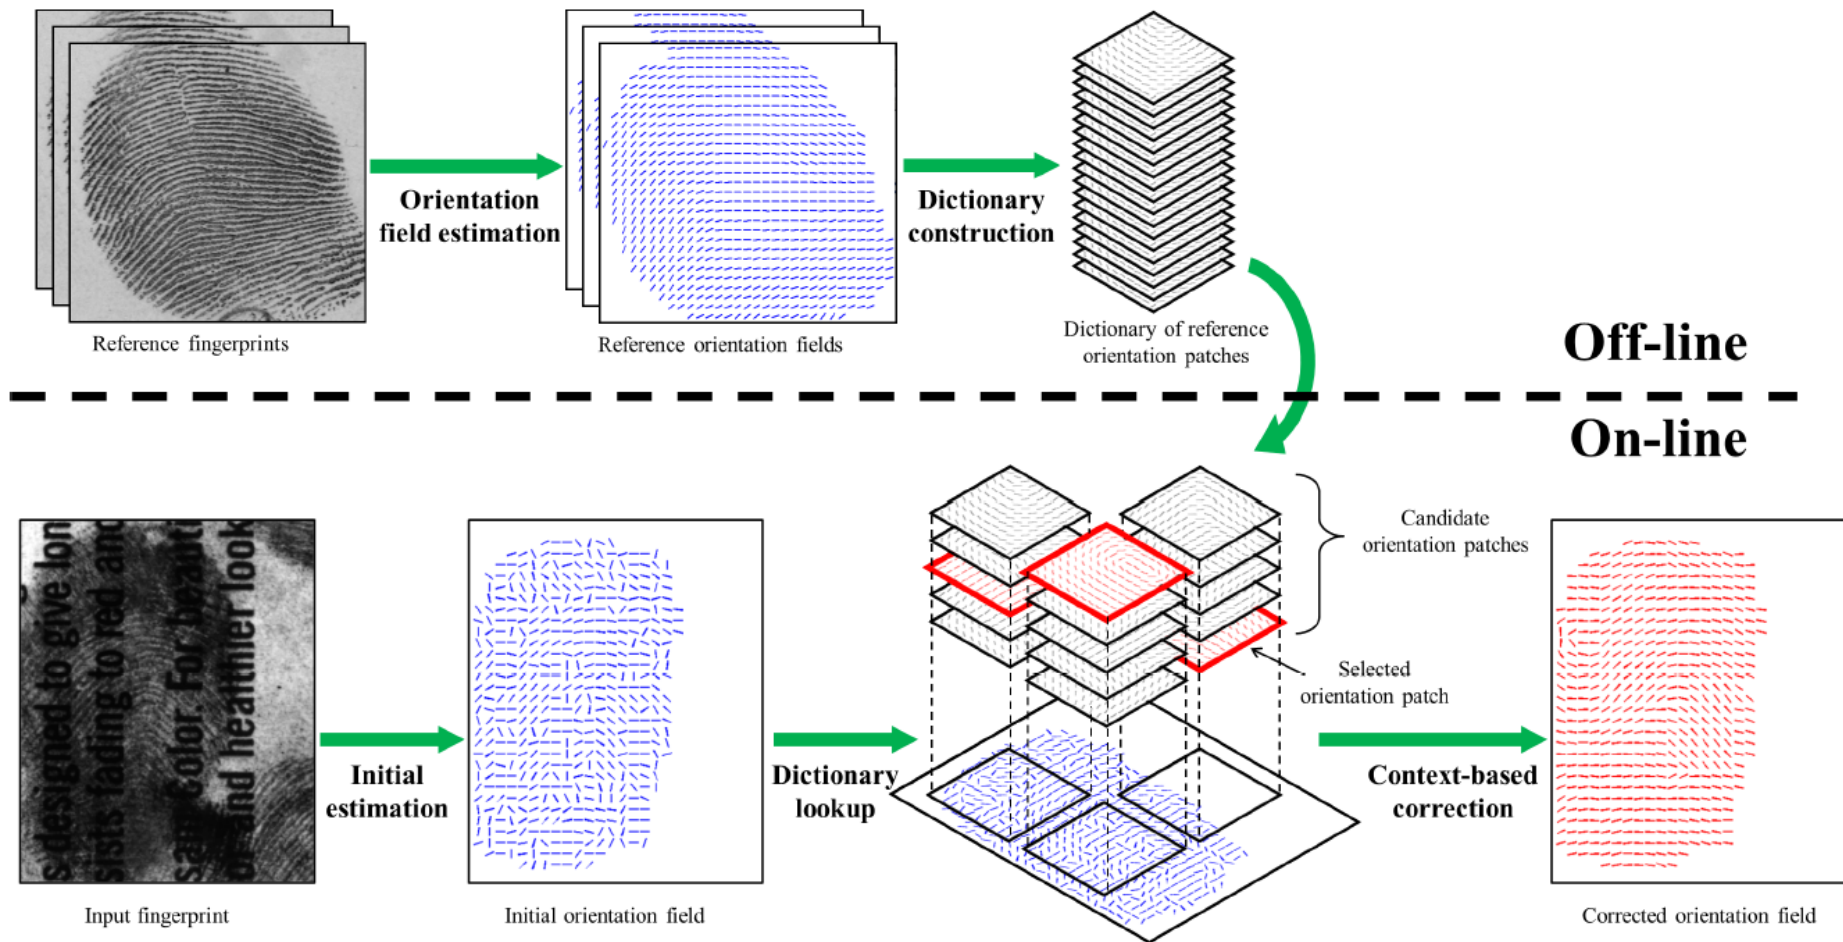 Orientation
field estimation
Dictionary
construction
Reference fingerprints
Reference orientation fields
Dictionary of reference
orientation patches
Off-line
On-line
Candidate
orientation patches
Selected
orientation patch
s designed to give lon
sists fading to red and
color. For beauti
and healthier look
Initial
estimation
Dictionary
lookup
Context-based
correction
Input fingerprint
Initial orientation field
Corrected orientation field